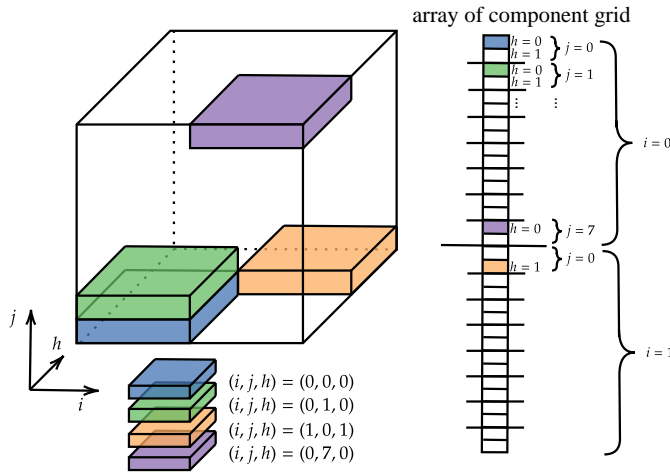 array of component grid
h = 0
h = 1
j = 0
h = 0
h = 1
j = 1
⋮ ⋮
i = 0
h = 0
j = 7
h = 1
j = 0
i = 1
j
h
i
(i, j, h) = (0, 0, 0)
(i, j, h) = (0, 1, 0)
(i, j, h) = (1, 0, 1)
(i, j, h) = (0, 7, 0)